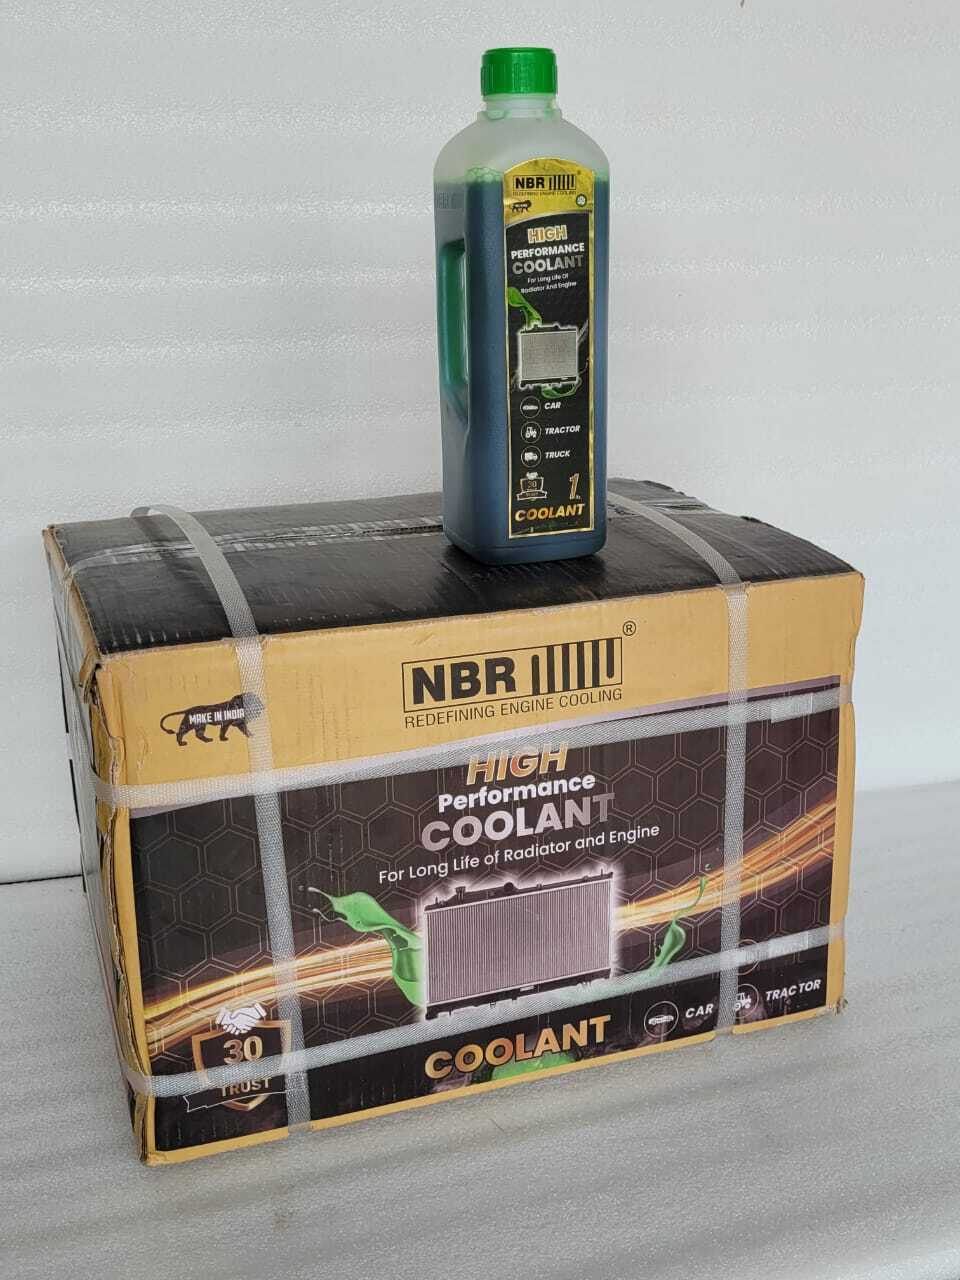 NBR
REDEFINING ENGINE COOLING
HIGH
PERFORMANCE
COOLANT
For Long Life Of
Radiator And Engine
CAR
TRACTOR
TRUCK
30
TRUST
1
COOLANT
NBR ®
REDEFINING ENGINE COOLING
MAKE IN INDIA
HIGH
Performance
COOLANT
For Long Life of Radiator and Engine
30
TRUST
COOLANT
CAR
TRACTOR